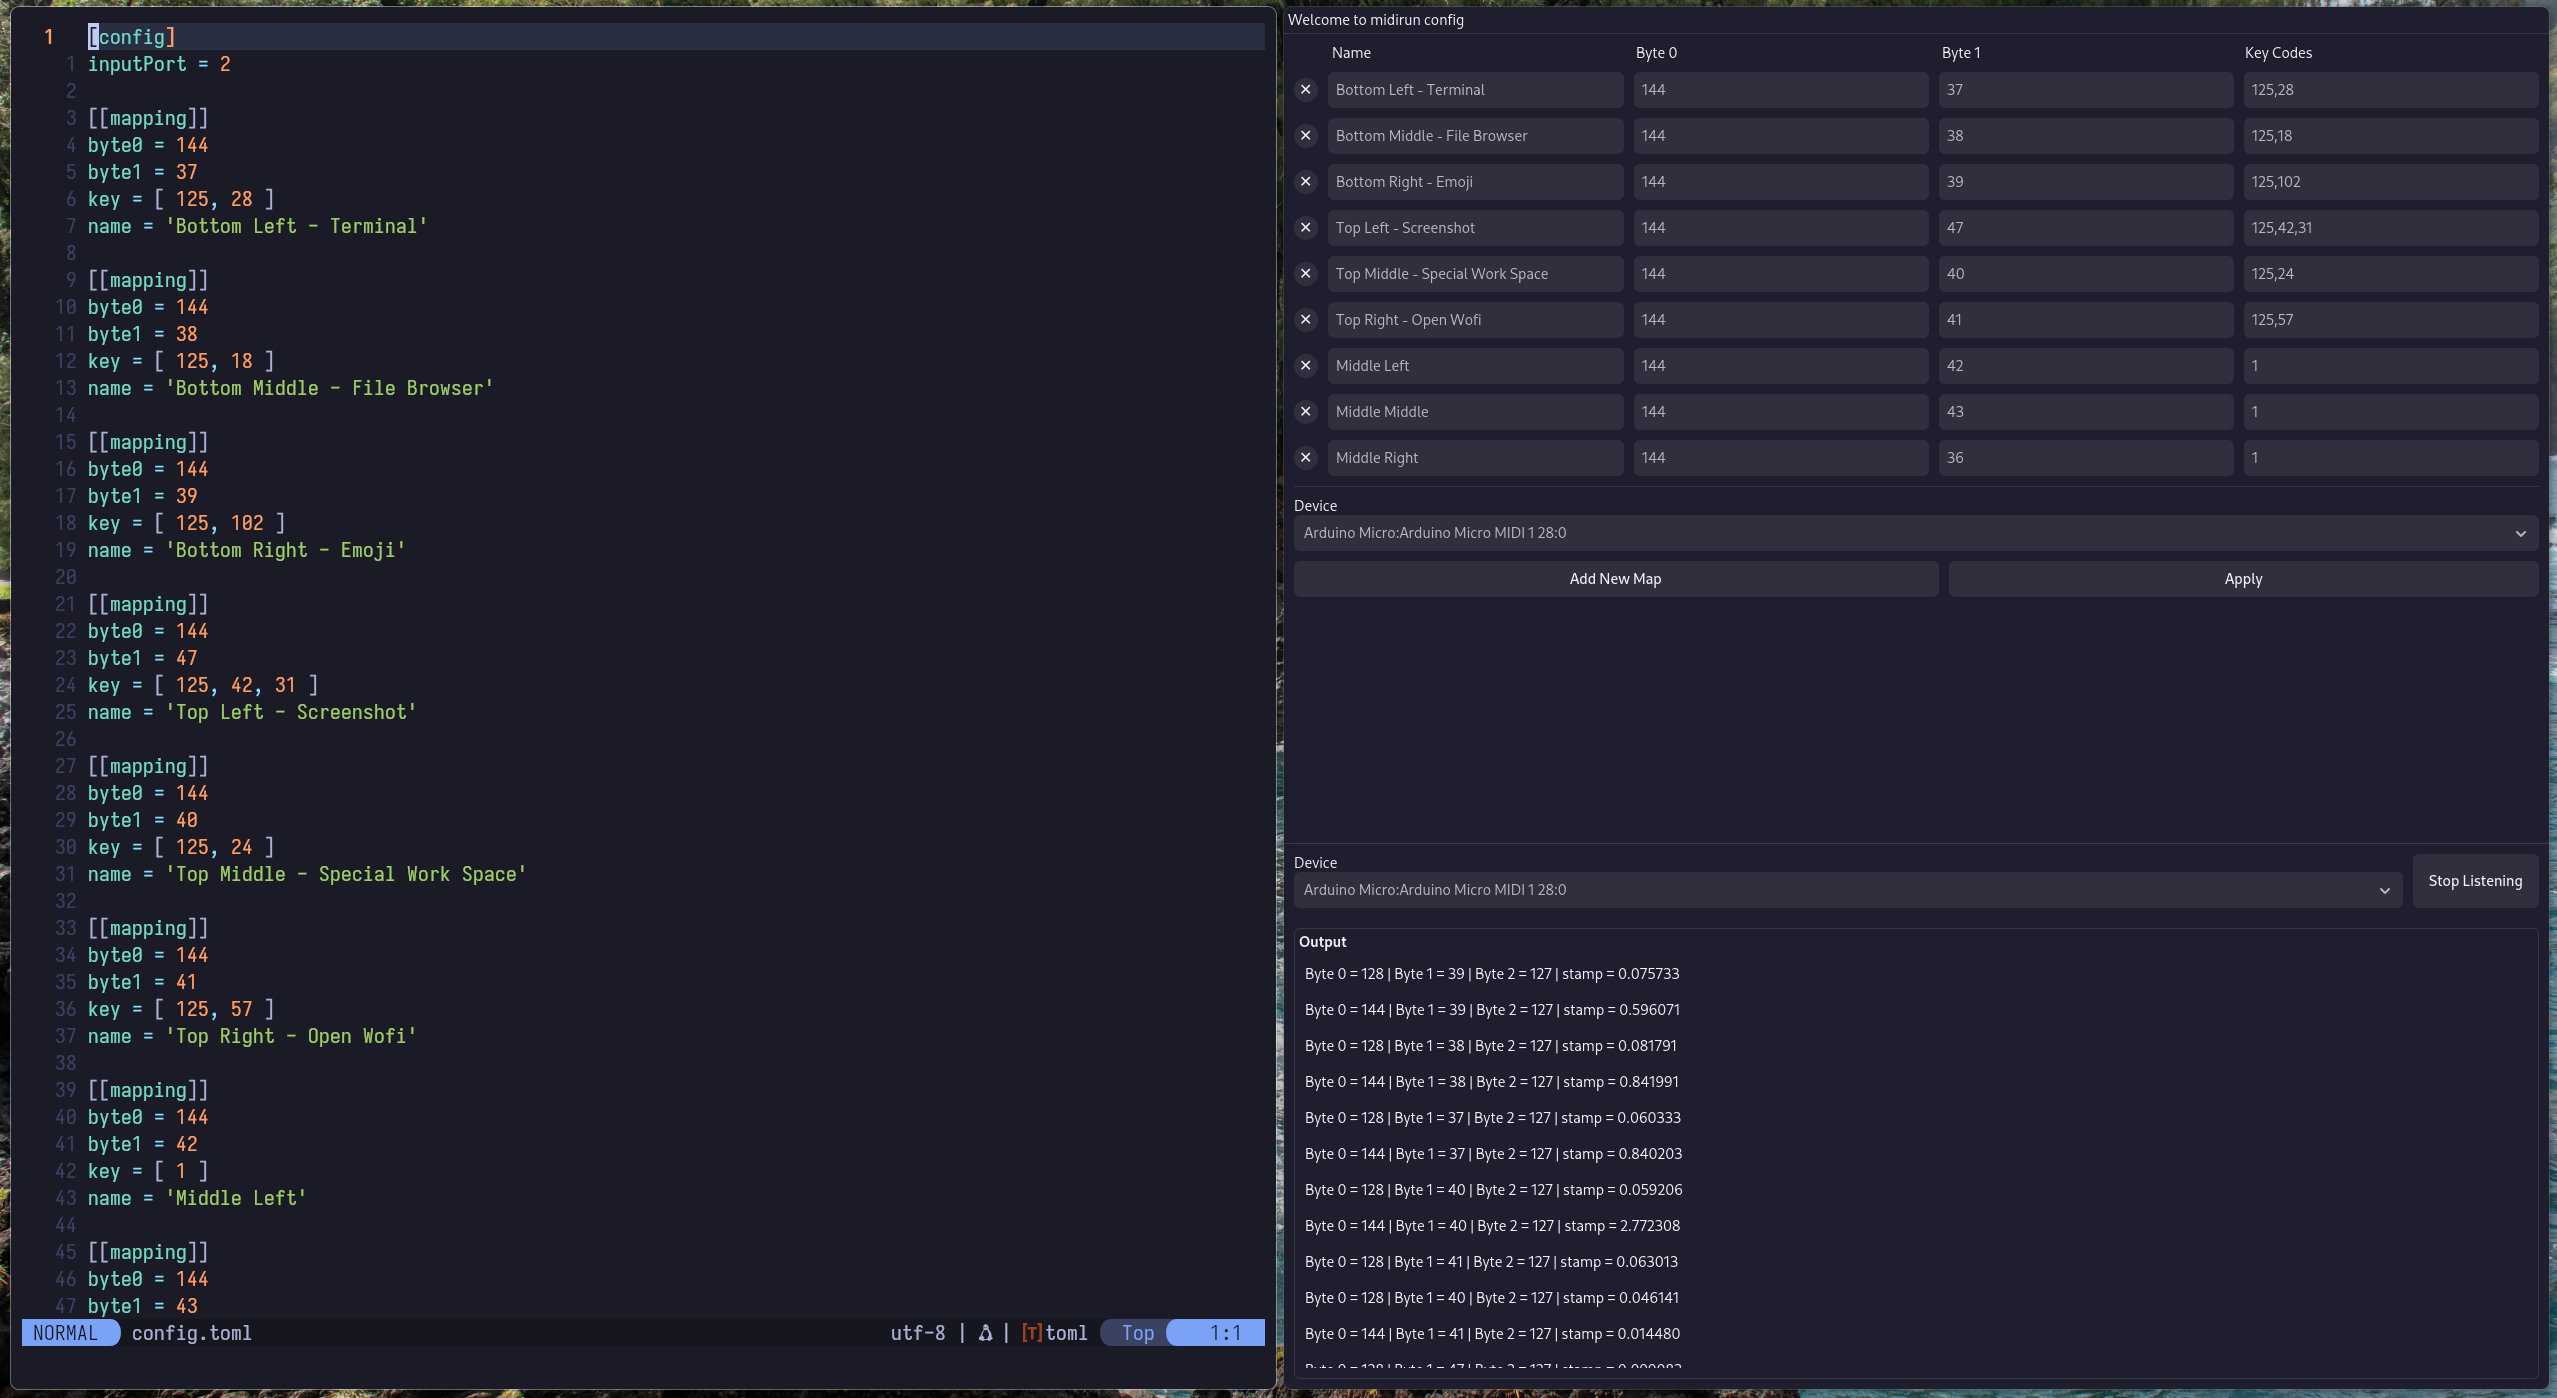 1 [config]
1 inputPort = 2
2
3 [[mapping]]
4 byte0 = 144
5 byte1 = 37
6 key = [ 125, 28 ]
7 name = 'Bottom Left - Terminal'
8
9 [[mapping]]
10 byte0 = 144
11 byte1 = 38
12 key = [ 125, 18 ]
13 name = 'Bottom Middle - File Browser'
14
15 [[mapping]]
16 byte0 = 144
17 byte1 = 39
18 key = [ 125, 102 ]
19 name = 'Bottom Right - Emoji'
20
21 [[mapping]]
22 byte0 = 144
23 byte1 = 47
24 key = [ 125, 42, 31 ]
25 name = 'Top Left - Screenshot'
26
27 [[mapping]]
28 byte0 = 144
29 byte1 = 40
30 key = [ 125, 24 ]
31 name = 'Top Middle - Special Work Space'
32
33 [[mapping]]
34 byte0 = 144
35 byte1 = 41
36 key = [ 125, 57 ]
37 name = 'Top Right - Open Wofi'
38
39 [[mapping]]
40 byte0 = 144
41 byte1 = 42
42 key = [ 1 ]
43 name = 'Middle Left'
44
45 [[mapping]]
46 byte0 = 144
47 byte1 = 43
NORMAL config.toml utf-8 | | [T]toml Top 1:1
Welcome to midirun config
Name Byte 0 Byte 1 Key Codes
Bottom Left - Terminal 144 37 125,28
Bottom Middle - File Browser 144 38 125,18
Bottom Right - Emoji 144 39 125,102
Top Left - Screenshot 144 47 125,42,31
Top Middle - Special Work Space 144 40 125,24
Top Right - Open Wofi 144 41 125,57
Middle Left 144 42 1
Middle Middle 144 43 1
Middle Right 144 36 1
Device
Arduino Micro:Arduino Micro MIDI 1 28:0
Add New Map Apply
Device
Arduino Micro:Arduino Micro MIDI 1 28:0 Stop Listening
Output
Byte 0 = 128 | Byte 1 = 39 | Byte 2 = 127 | stamp = 0.075733
Byte 0 = 144 | Byte 1 = 39 | Byte 2 = 127 | stamp = 0.596071
Byte 0 = 128 | Byte 1 = 38 | Byte 2 = 127 | stamp = 0.081791
Byte 0 = 144 | Byte 1 = 38 | Byte 2 = 127 | stamp = 0.841991
Byte 0 = 128 | Byte 1 = 37 | Byte 2 = 127 | stamp = 0.060333
Byte 0 = 144 | Byte 1 = 37 | Byte 2 = 127 | stamp = 0.840203
Byte 0 = 128 | Byte 1 = 40 | Byte 2 = 127 | stamp = 0.059206
Byte 0 = 144 | Byte 1 = 40 | Byte 2 = 127 | stamp = 2.772308
Byte 0 = 128 | Byte 1 = 41 | Byte 2 = 127 | stamp = 0.063013
Byte 0 = 128 | Byte 1 = 40 | Byte 2 = 127 | stamp = 0.046141
Byte 0 = 144 | Byte 1 = 41 | Byte 2 = 127 | stamp = 0.014480